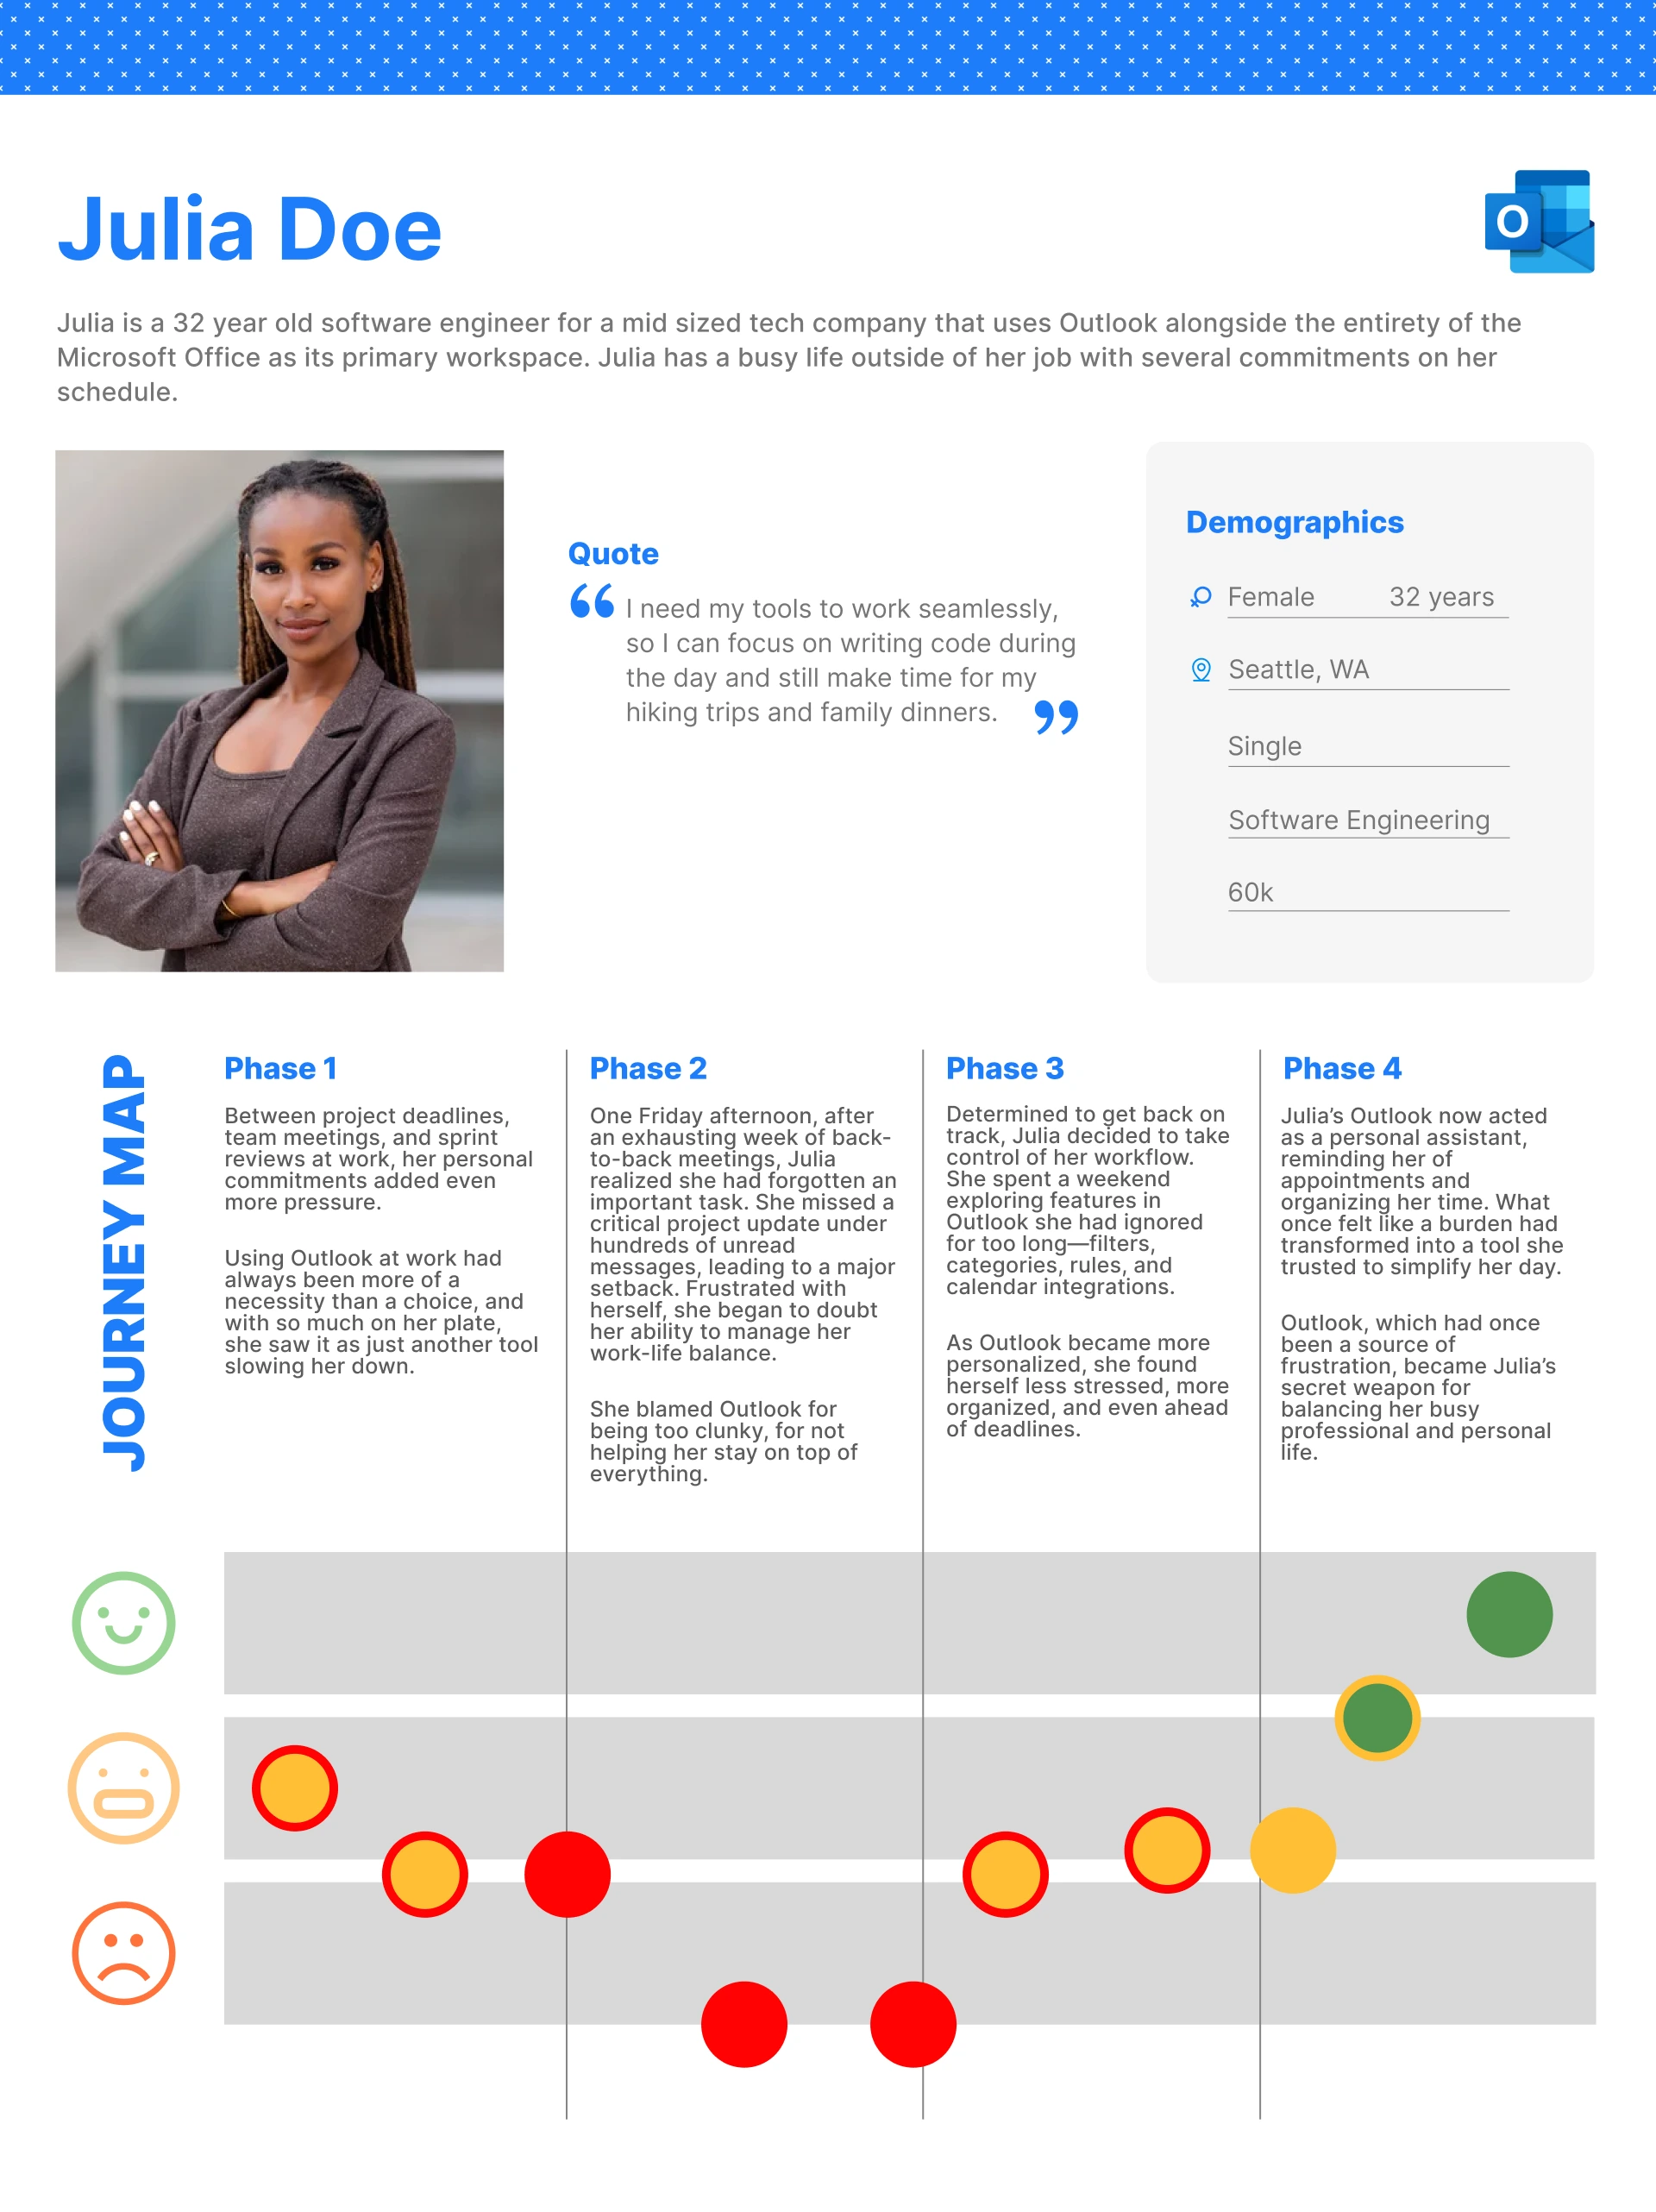 Julia Doe
O
Julia is a 32 year old software engineer for a mid sized tech company that uses Outlook alongside the entirety of the
Microsoft Office as its primary workspace. Julia has a busy life outside of her job with several commitments on her
schedule.
Quote
“ I need my tools to work seamlessly,
so I can focus on writing code during
the day and still make time for my
hiking trips and family dinners. ”
Demographics
Female 32 years
Seattle, WA
Single
Software Engineering
60k
JOURNEY MAP
Phase 1
Between project deadlines,
team meetings, and sprint
reviews at work, her personal
commitments added even
more pressure.
Using Outlook at work had
always been more of a
necessity than a choice, and
with so much on her plate,
she saw it as just another tool
slowing her down.
Phase 2
One Friday afternoon, after
an exhausting week of back-
to-back meetings, Julia
realized she had forgotten an
important task. She missed a
critical project update under
hundreds of unread
messages, leading to a major
setback. Frustrated with
herself, she began to doubt
her ability to manage her
work-life balance.
She blamed Outlook for
being too clunky, for not
helping her stay on top of
everything.
Phase 3
Determined to get back on
track, Julia decided to take
control of her workflow.
She spent a weekend
exploring features in
Outlook she had ignored
for too long—filters,
categories, rules, and
calendar integrations.
As Outlook became more
personalized, she found
herself less stressed, more
organized, and even ahead
of deadlines.
Phase 4
Julia’s Outlook now acted
as a personal assistant,
reminding her of
appointments and
organizing her time. What
once felt like a burden had
transformed into a tool she
trusted to simplify her day.
Outlook, which had once
been a source of
frustration, became Julia’s
secret weapon for
balancing her busy
professional and personal
life.